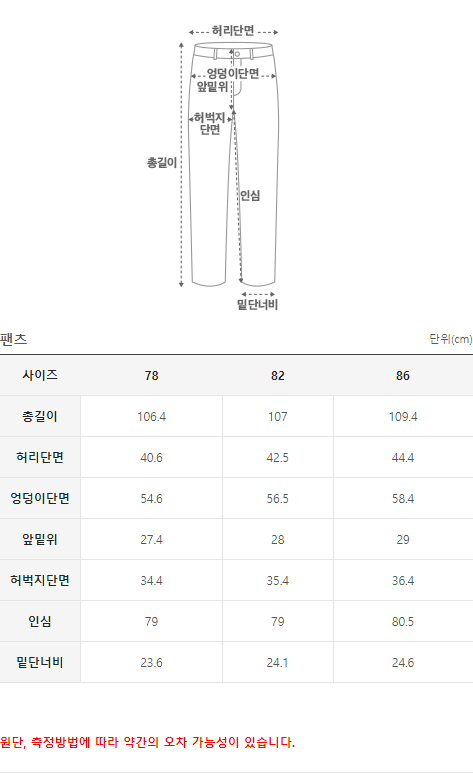 허리단면
엉덩이단면
앞밑위
허벅지
단면
총길이
인심
밑단너비
팬츠 단위(cm)
사이즈 78 82 86
총길이 106.4 107 109.4
허리단면 40.6 42.5 44.4
엉덩이단면 54.6 56.5 58.4
앞밑위 27.4 28 29
허벅지단면 34.4 35.4 36.4
인심 79 79 80.5
밑단너비 23.6 24.1 24.6
원단, 측정방법에 따라 약간의 오차 가능성이 있습니다.